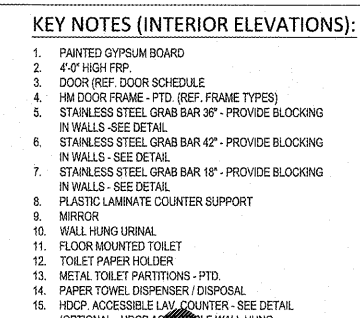 KEY NOTES (INTERIOR ELEVATIONS):
1. PAINTED GYPSUM BOARD
2. 4'-0" HIGH FRP.
3. DOOR (REF. DOOR SCHEDULE
4. HM DOOR FRAME - PTD. (REF. FRAME TYPES)
5. STAINLESS STEEL GRAB BAR 36" - PROVIDE BLOCKING
IN WALLS -SEE DETAIL
6. STAINLESS STEEL GRAB BAR 42" - PROVIDE BLOCKING
IN WALLS - SEE DETAIL
7. STAINLESS STEEL GRAB BAR 18" - PROVIDE BLOCKING
IN WALLS - SEE DETAIL
8. PLASTIC LAMINATE COUNTER SUPPORT
9. MIRROR
10. WALL HUNG URINAL
11. FLOOR MOUNTED TOILET
12. TOILET PAPER HOLDER
13. METAL TOILET PARTITIONS - PTD.
14. PAPER TOWEL DISPENSER / DISPOSAL
15. HDCP. ACCESSIBLE LAV. COUNTER - SEE DETAIL